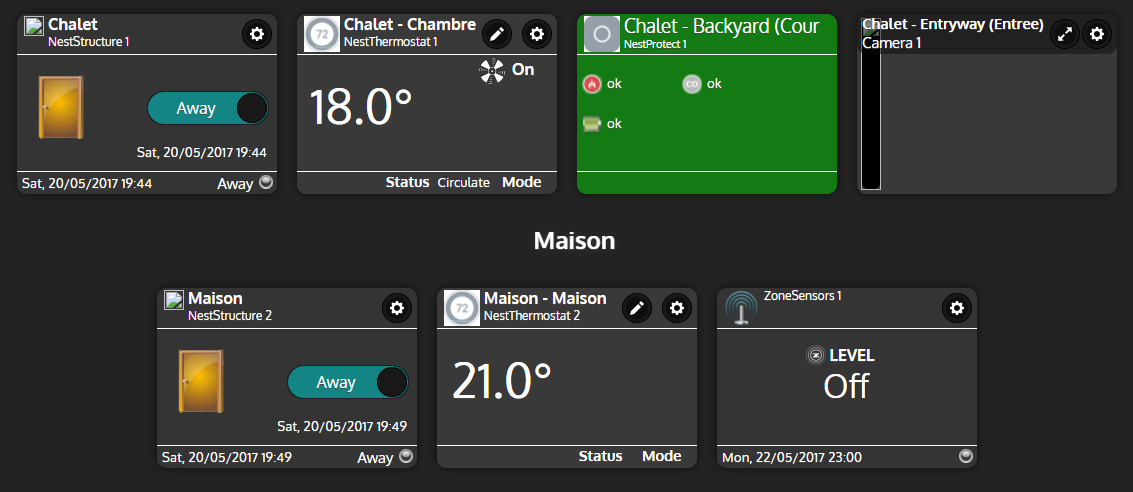 Chalet
NestStructure 1
Away
Sat, 20/05/2017 19:44
Sat, 20/05/2017 19:44 Away
72
Chalet - Chambre
NestThermostat 1
On
18.0°
Status Circulate Mode
Chalet - Backyard (Cour
NestProtect 1
ok
CO ok
ok
Chalet - Entryway (Entree)
Camera 1
Maison
Maison
NestStructure 2
Away
Sat, 20/05/2017 19:49
Sat, 20/05/2017 19:49 Away
72
Maison - Maison
NestThermostat 2
21.0°
Status Mode
ZoneSensors 1
LEVEL
Off
Mon, 22/05/2017 23:00